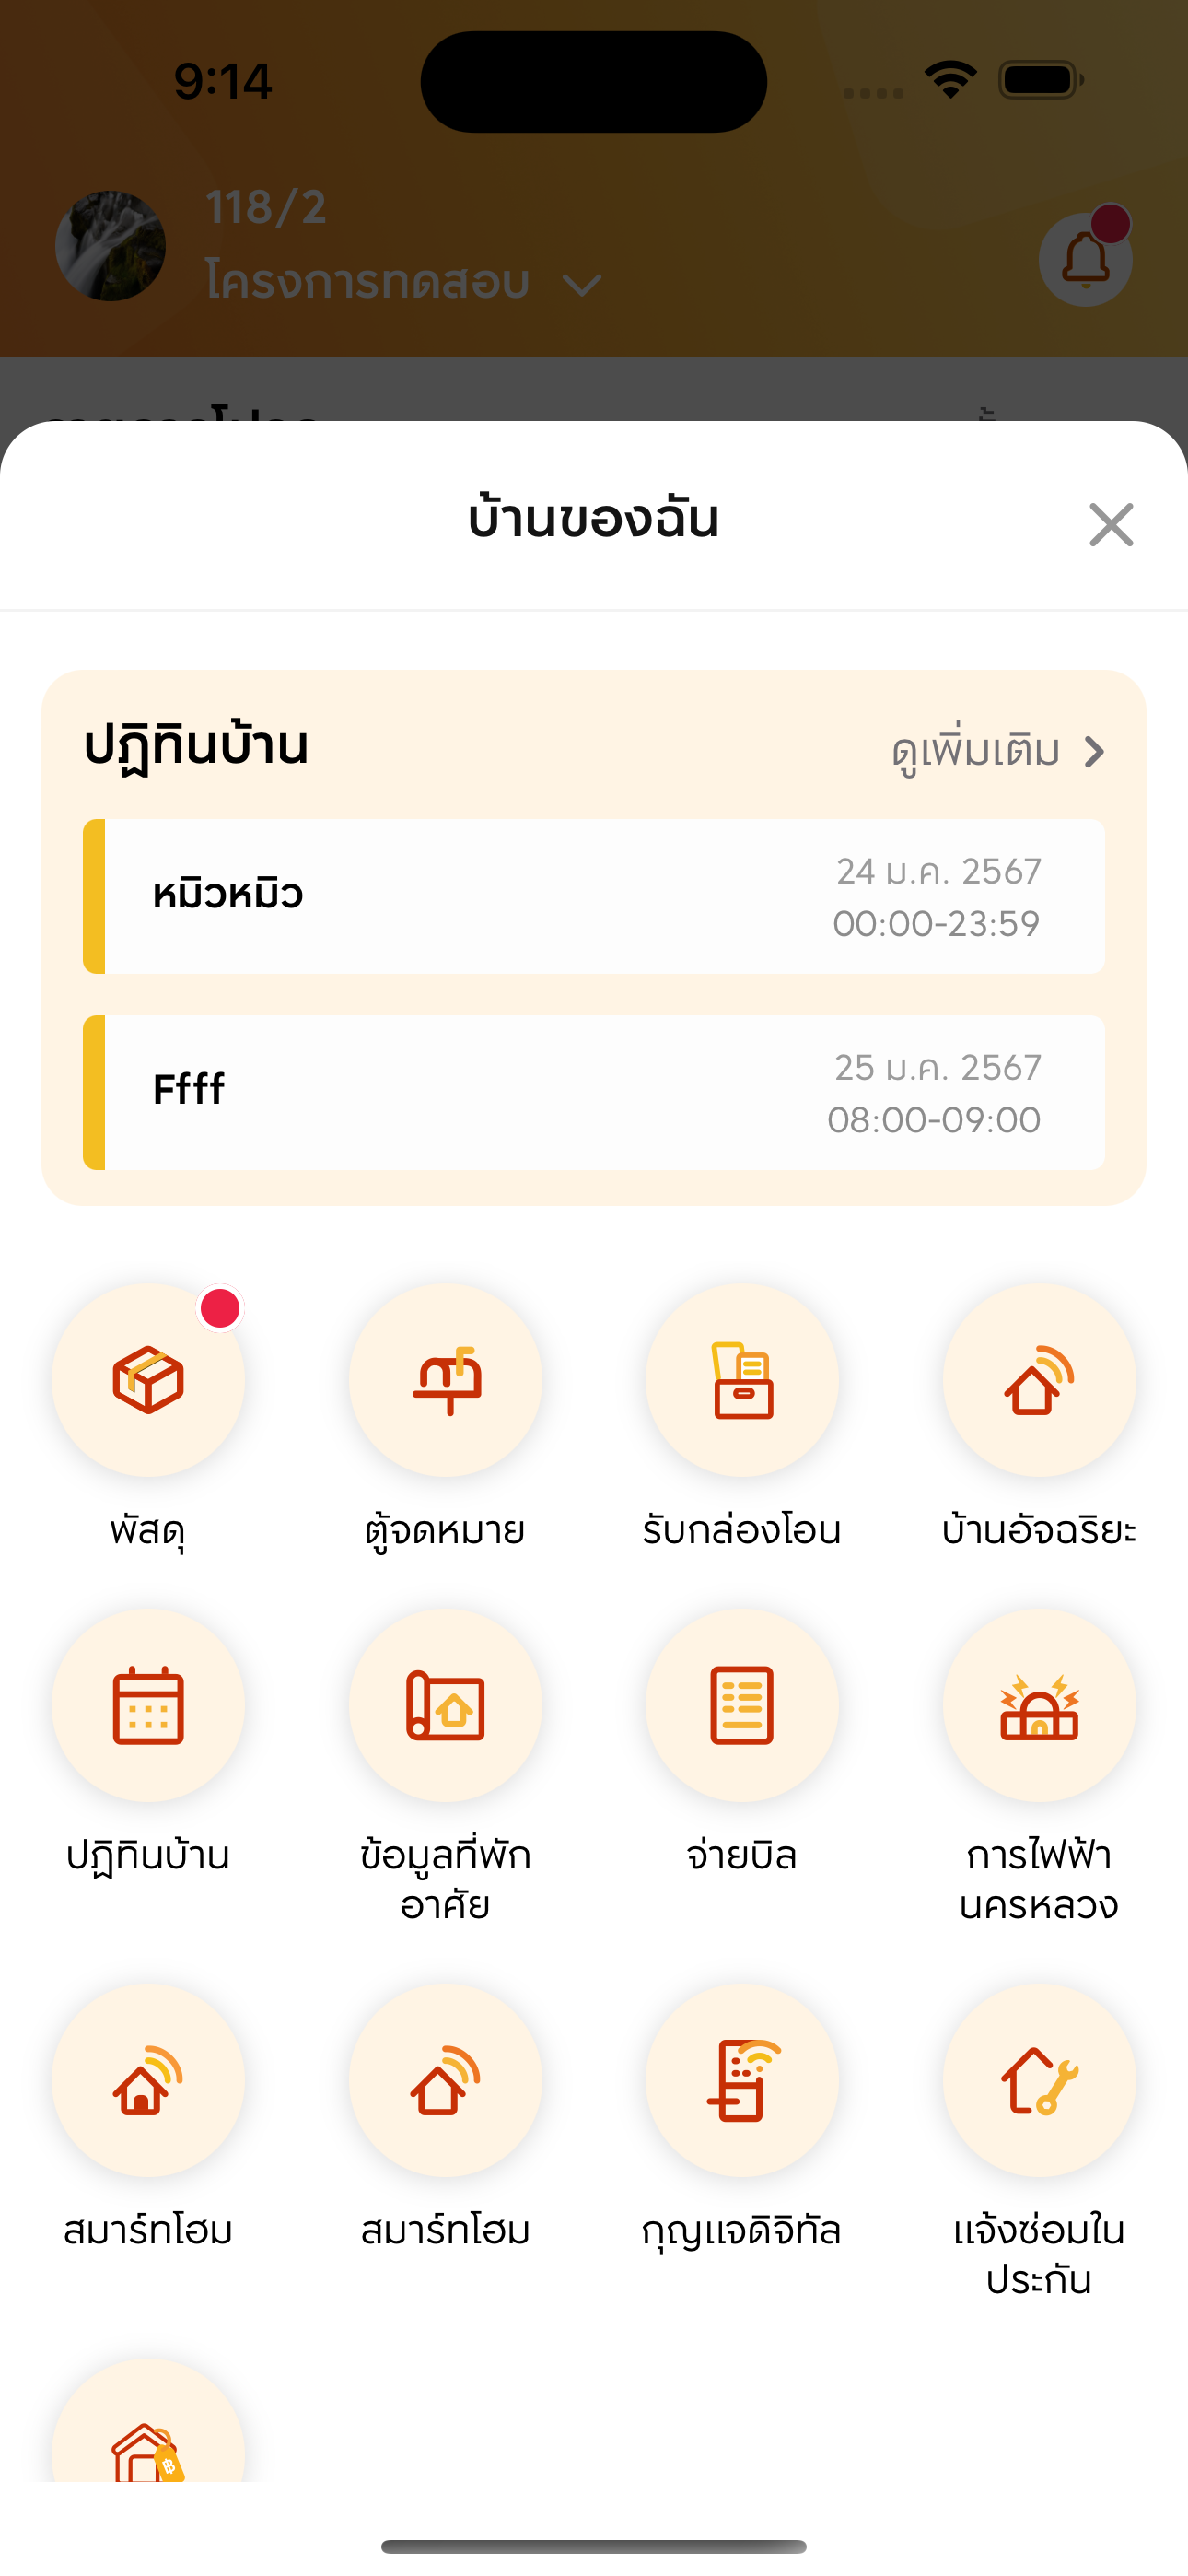 9:14
118/2
โครงการทดสอบ
บ้านของฉัน
ปฏิทินบ้าน
ดูเพิ่มเติม
หมิวหมิว
24 ม.ค. 2567
00:00-23:59
Ffff
25 ม.ค. 2567
08:00-09:00
พัสดุ
ตู้จดหมาย
รับกล่องโอน
บ้านอัจฉริยะ
ปฏิทินบ้าน
ข้อมูลที่พัก
อาศัย
จ่ายบิล
การไฟฟ้า
นครหลวง
สมาร์ทโฮม
สมาร์ทโฮม
กุญแจดิจิทัล
แจ้งซ่อมใน
ประกัน